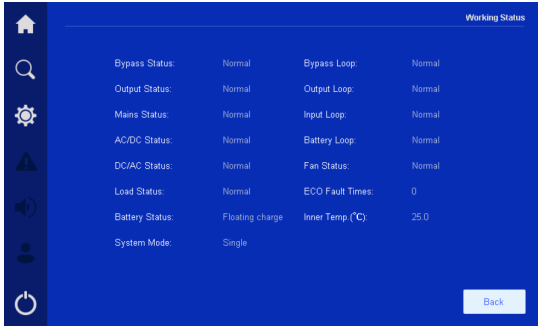 Working Status
Bypass Status: Normal Bypass Loop: Normal
Output Status: Normal Output Loop: Normal
Mains Status: Normal Input Loop: Normal
AC/DC Status: Normal Battery Loop: Normal
DC/AC Status: Normal Fan Status: Normal
Load Status: Normal ECO Fault Times: 0
Battery Status: Floating charge Inner Temp.(°C): 25.0
System Mode: Single
Back